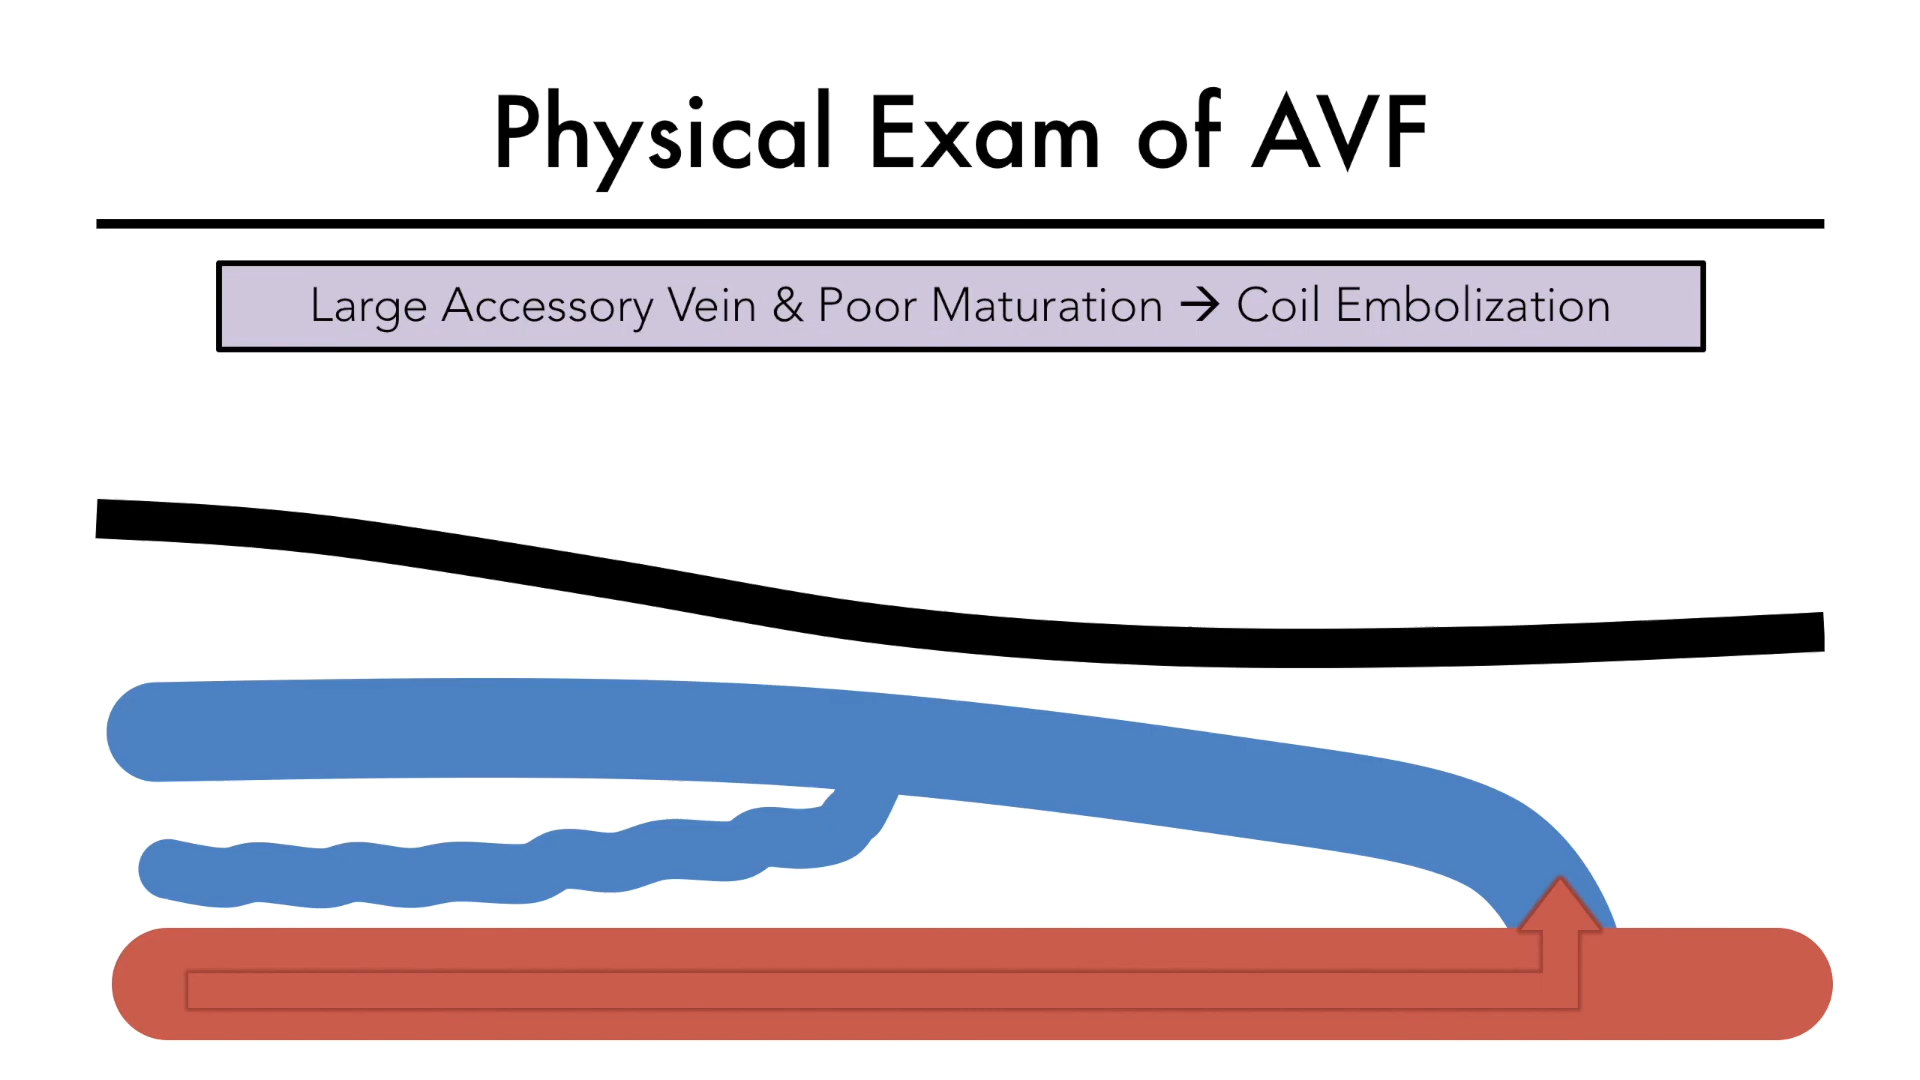 Physical Exam of AVF
Large Accessory Vein & Poor Maturation → Coil Embolization